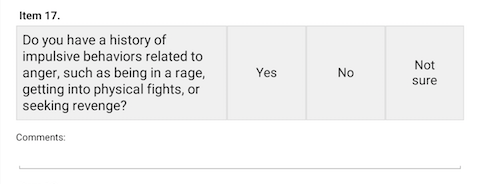 Item 17.
Do you have a history of
impulsive behaviors related to
anger, such as being in a rage,
getting into physical fights, or
seeking revenge?
Yes
No
Not
sure
Comments: